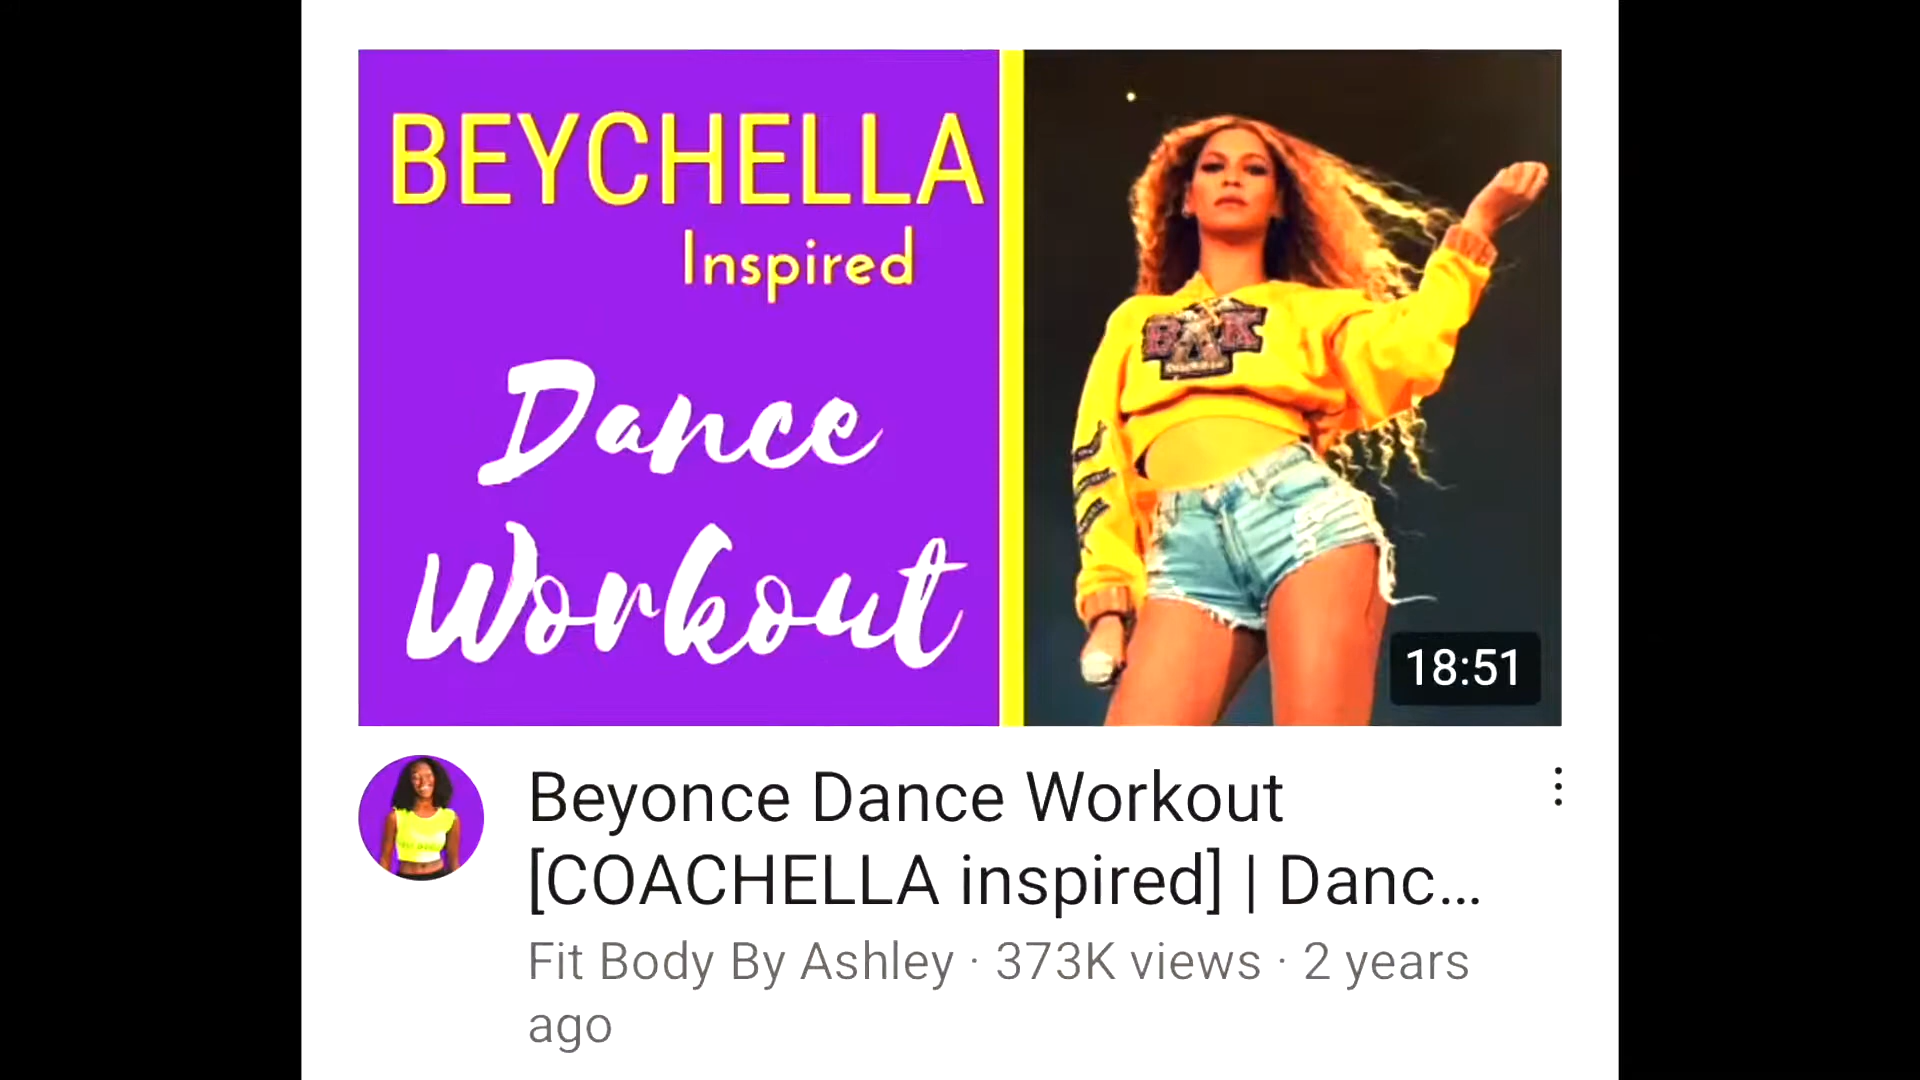 BEYCHELLA
Inspired
Dance
Workout
BAK
18:51
Beyonce Dance Workout
[COACHELLA inspired] | Danc...
Fit Body By Ashley · 373K views · 2 years
ago